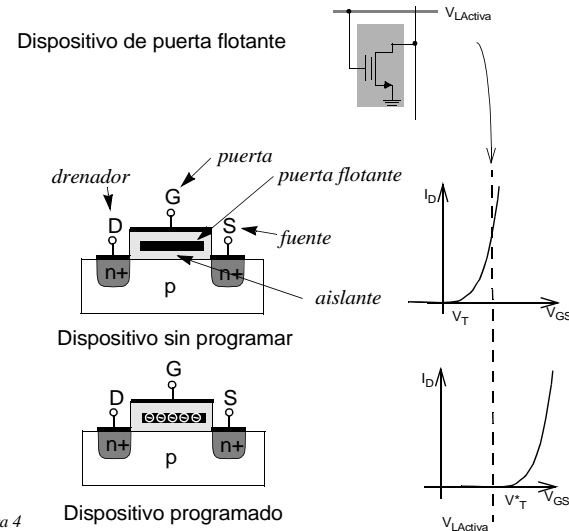 Dispositivo de puerta flotante
V_LActiva
drenador
puerta
puerta flotante
G
D
S
fuente
n+
n+
p
aislante
I_D
V_T
V_GS
Dispositivo sin programar
G
D
S
n+
n+
p
I_D
V*_T
V_GS
V_LActiva
a 4
Dispositivo programado